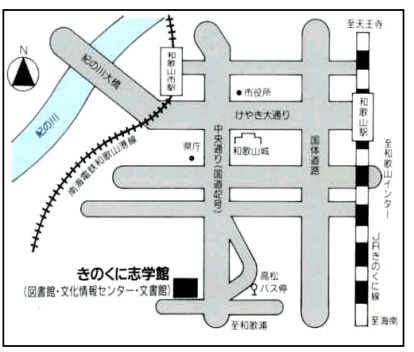 至天王寺
N
紀の川大橋
和歌山市駅
紀の川
市役所
けやき大通り
和歌山駅
南海電鉄和歌山港線
県庁
和歌山城
中央通り(国道42号)
国体道路
至和歌山インター
JRきのくに線
きのくに志学館
(図書館・文化情報センター・文書館)
高松
バス停
至和歌浦
至海南